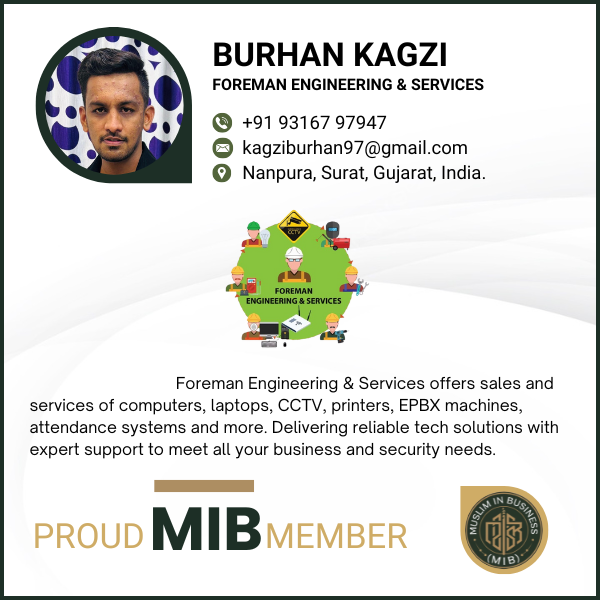 BURHAN KAGZI
FOREMAN ENGINEERING & SERVICES
+91 93167 97947
kagziburhan97@gmail.com
Nanpura, Surat, Gujarat, India.
CCTV
FOREMAN
ENGINEERING & SERVICES
Foreman Engineering & Services offers sales and
services of computers, laptops, CCTV, printers, EPBX machines,
attendance systems and more. Delivering reliable tech solutions with
expert support to meet all your business and security needs.
PROUD MIB MEMBER
MUSLIM IN BUSINESS
(MIB)